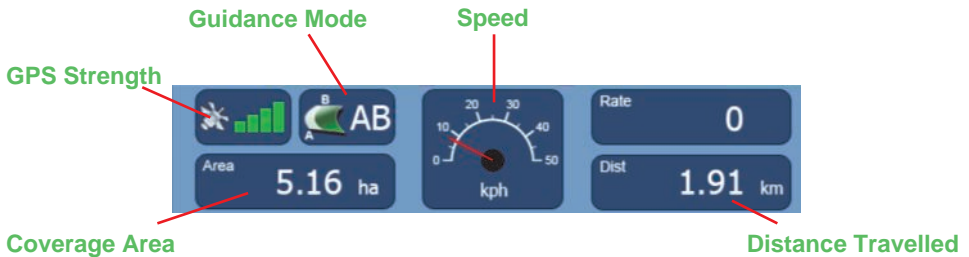 Guidance Mode
Speed
GPS Strength
B
A
AB
0
10
20
30
40
50
kph
Rate
0
Area
5.16 ha
Dist
1.91 km
Coverage Area
Distance Travelled